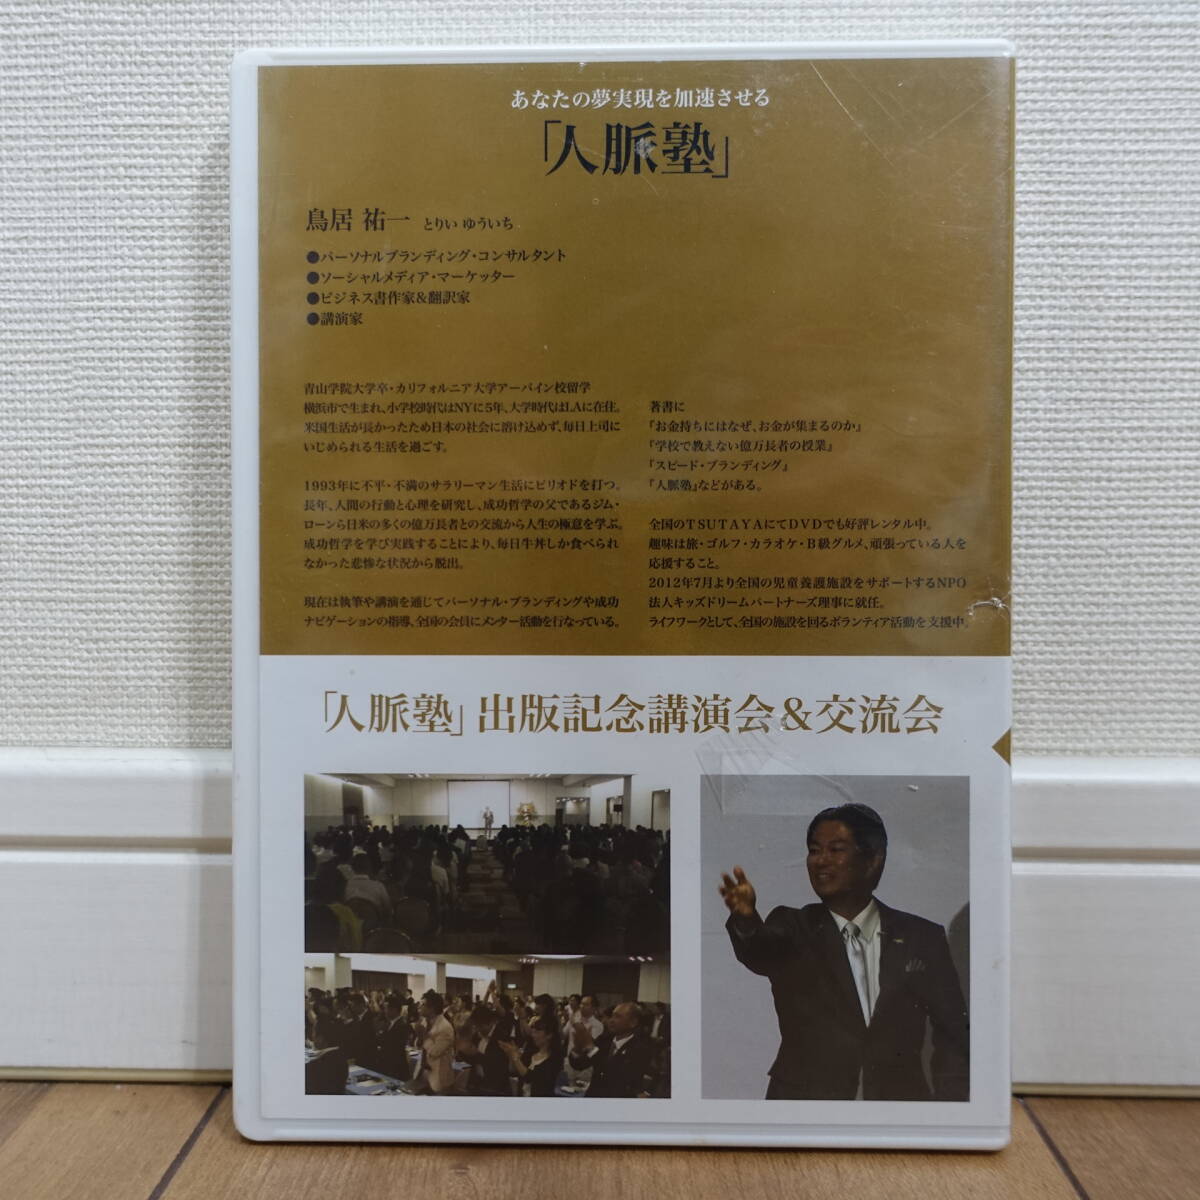 あなたの夢実現を加速させる
「人脈塾」
鳥居 祐一 とりい ゆういち
●パーソナルブランディング・コンサルタント
●ソーシャルメディア・マーケッター
●ビジネス書作家&翻訳家
●講演家
青山学院大学卒・カリフォルニア大学アーバイン校留学
横浜市で生まれ、小学校時代はNYに5年、大学時代はLAに在住。
米国生活が長かったため日本の社会に溶け込めず、毎日上司に
いじめられる生活を過ごす。
1993年に不平・不満のサラリーマン生活にピリオドを打つ。
長年、人間の行動と心理を研究し、成功哲学の父であるジム・
ローンら日米の多くの億万長者との交流から人生の極意を学ぶ。
成功哲学を学び実践することにより、毎日牛丼しか食べられ
なかった悲惨な状況から脱出。
現在は執筆や講演を通じてパーソナル・ブランディングや成功
ナビゲーションの指導、全国の会員にメンター活動を行なっている。
著書に
『お金持ちにはなぜ、お金が集まるのか』
『学校で教えない億万長者の授業』
『スピード・ブランディング』
『人脈塾』などがある。
全国のTSUTAYAにてDVDでも好評レンタル中。
趣味は旅・ゴルフ・カラオケ・B級グルメ、頑張っている人を
応援すること。
2012年7月より全国の児童養護施設をサポートするNPO
法人キッズドリームパートナーズ理事に就任。
ライフワークとして、全国の施設を回るボランティア活動を支援中。
「人脈塾」出版記念講演会&交流会